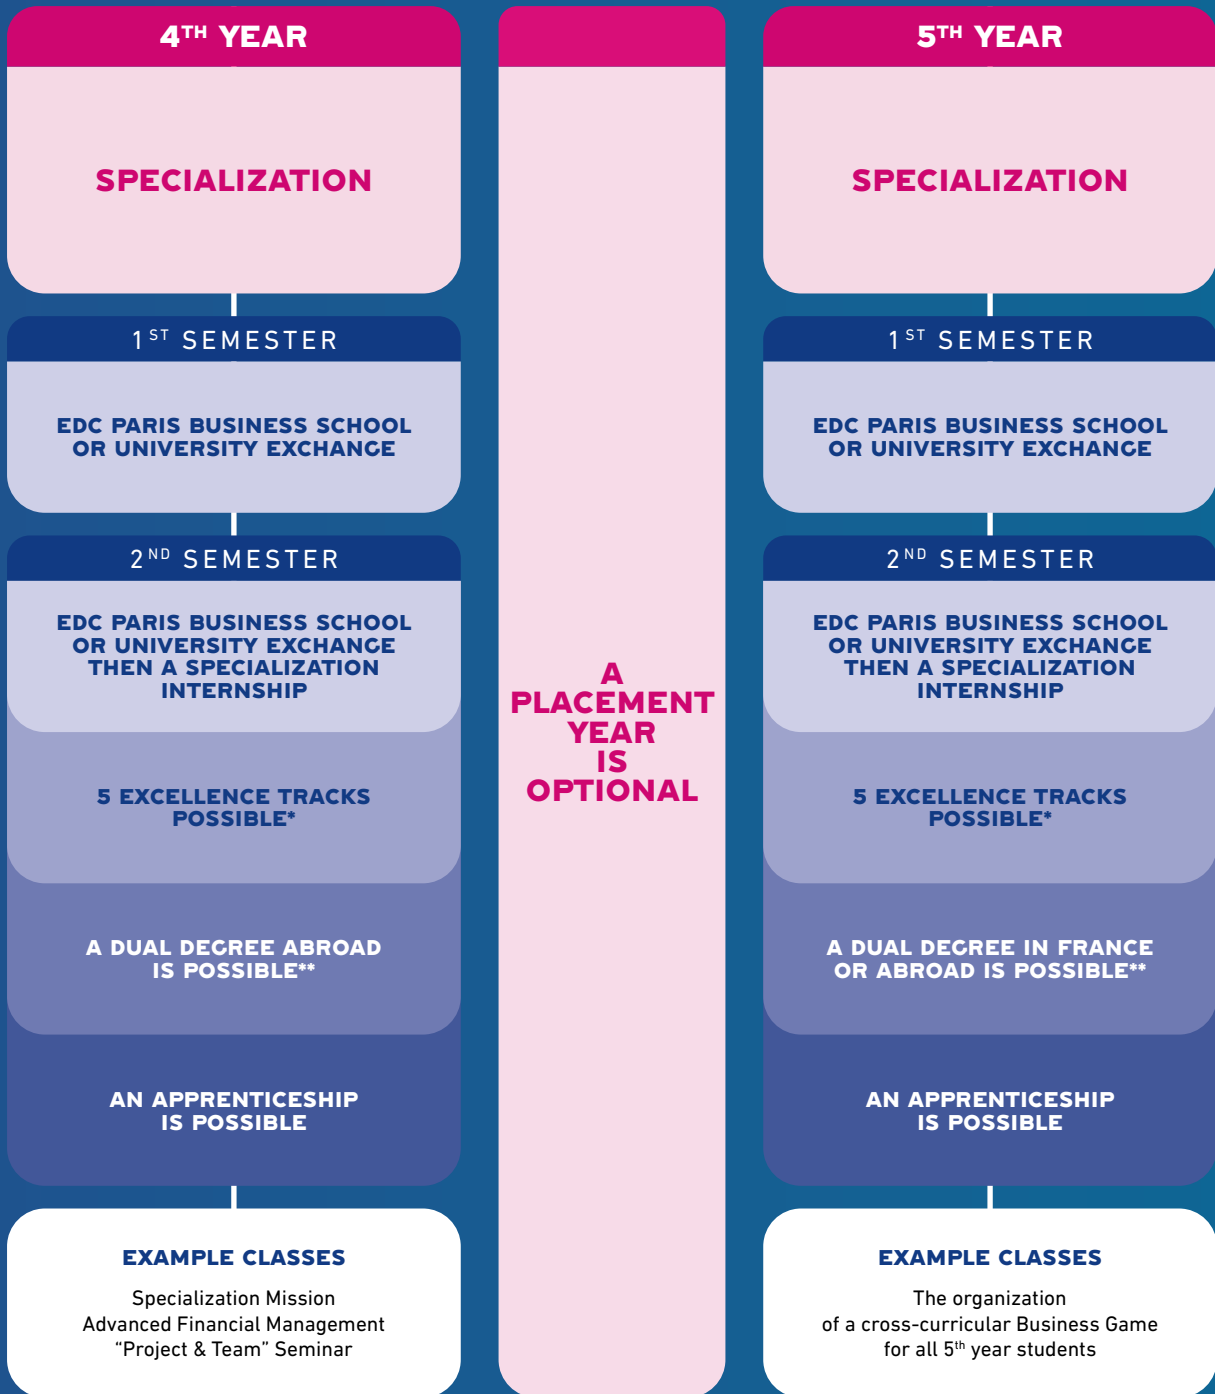 4TH YEAR
SPECIALIZATION
1ST SEMESTER
EDC PARIS BUSINESS SCHOOL
OR UNIVERSITY EXCHANGE
2ND SEMESTER
EDC PARIS BUSINESS SCHOOL
OR UNIVERSITY EXCHANGE
THEN A SPECIALIZATION
INTERNSHIP
5 EXCELLENCE TRACKS
POSSIBLE*
A DUAL DEGREE ABROAD
IS POSSIBLE**
AN APPRENTICESHIP
IS POSSIBLE
EXAMPLE CLASSES
Specialization Mission
Advanced Financial Management
“Project & Team” Seminar
A
PLACEMENT
YEAR
IS
OPTIONAL
5TH YEAR
SPECIALIZATION
1ST SEMESTER
EDC PARIS BUSINESS SCHOOL
OR UNIVERSITY EXCHANGE
2ND SEMESTER
EDC PARIS BUSINESS SCHOOL
OR UNIVERSITY EXCHANGE
THEN A SPECIALIZATION
INTERNSHIP
5 EXCELLENCE TRACKS
POSSIBLE*
A DUAL DEGREE IN FRANCE
OR ABROAD IS POSSIBLE**
AN APPRENTICESHIP
IS POSSIBLE
EXAMPLE CLASSES
The organization
of a cross-curricular Business Game
for all 5th year students